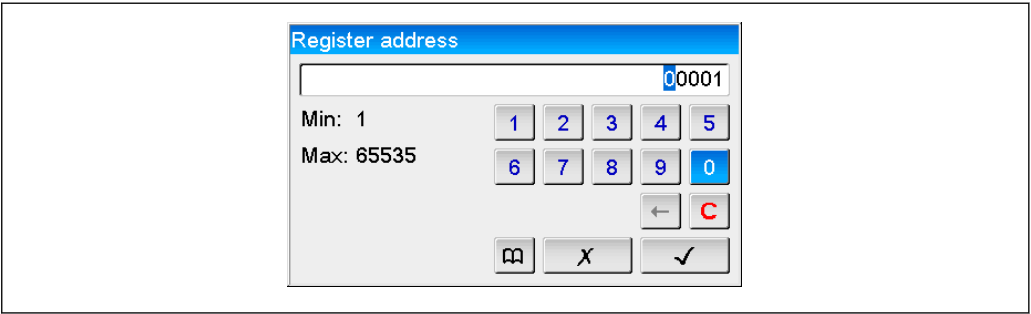 Register address
00001
Min: 1
1 2 3 4 5
Max: 65535
6 7 8 9 0
← C
X ✓